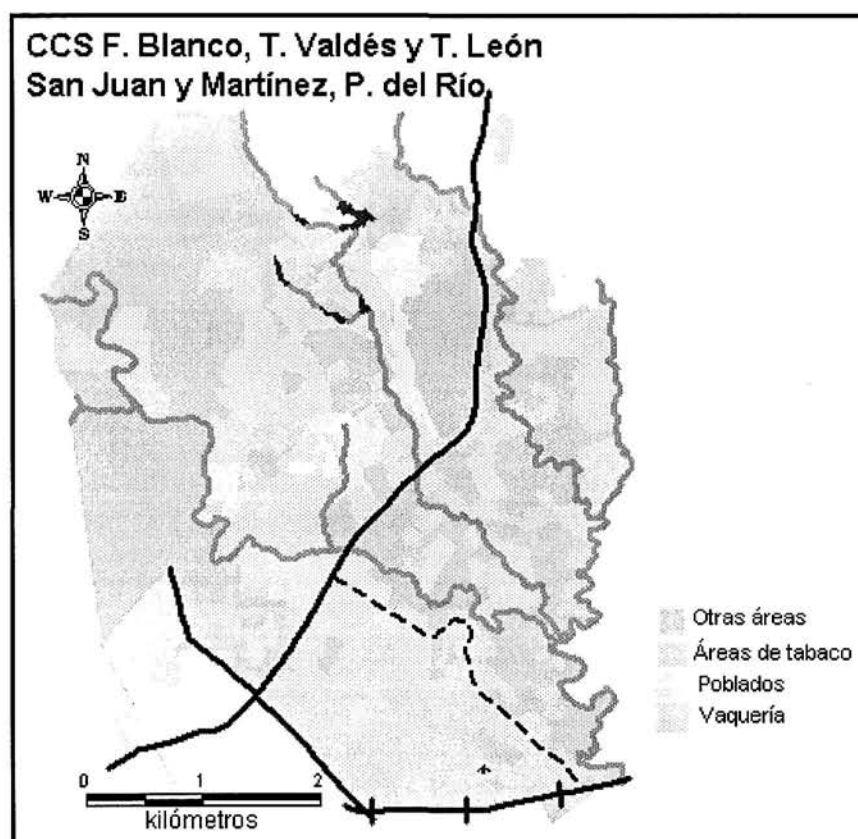 CCS F. Blanco, T. Valdés y T. León
San Juan y Martínez, P. del Río
N
W E
S
Otras áreas
Áreas de tabaco
Poblados
Vaquería
0 1 2
kilómetros